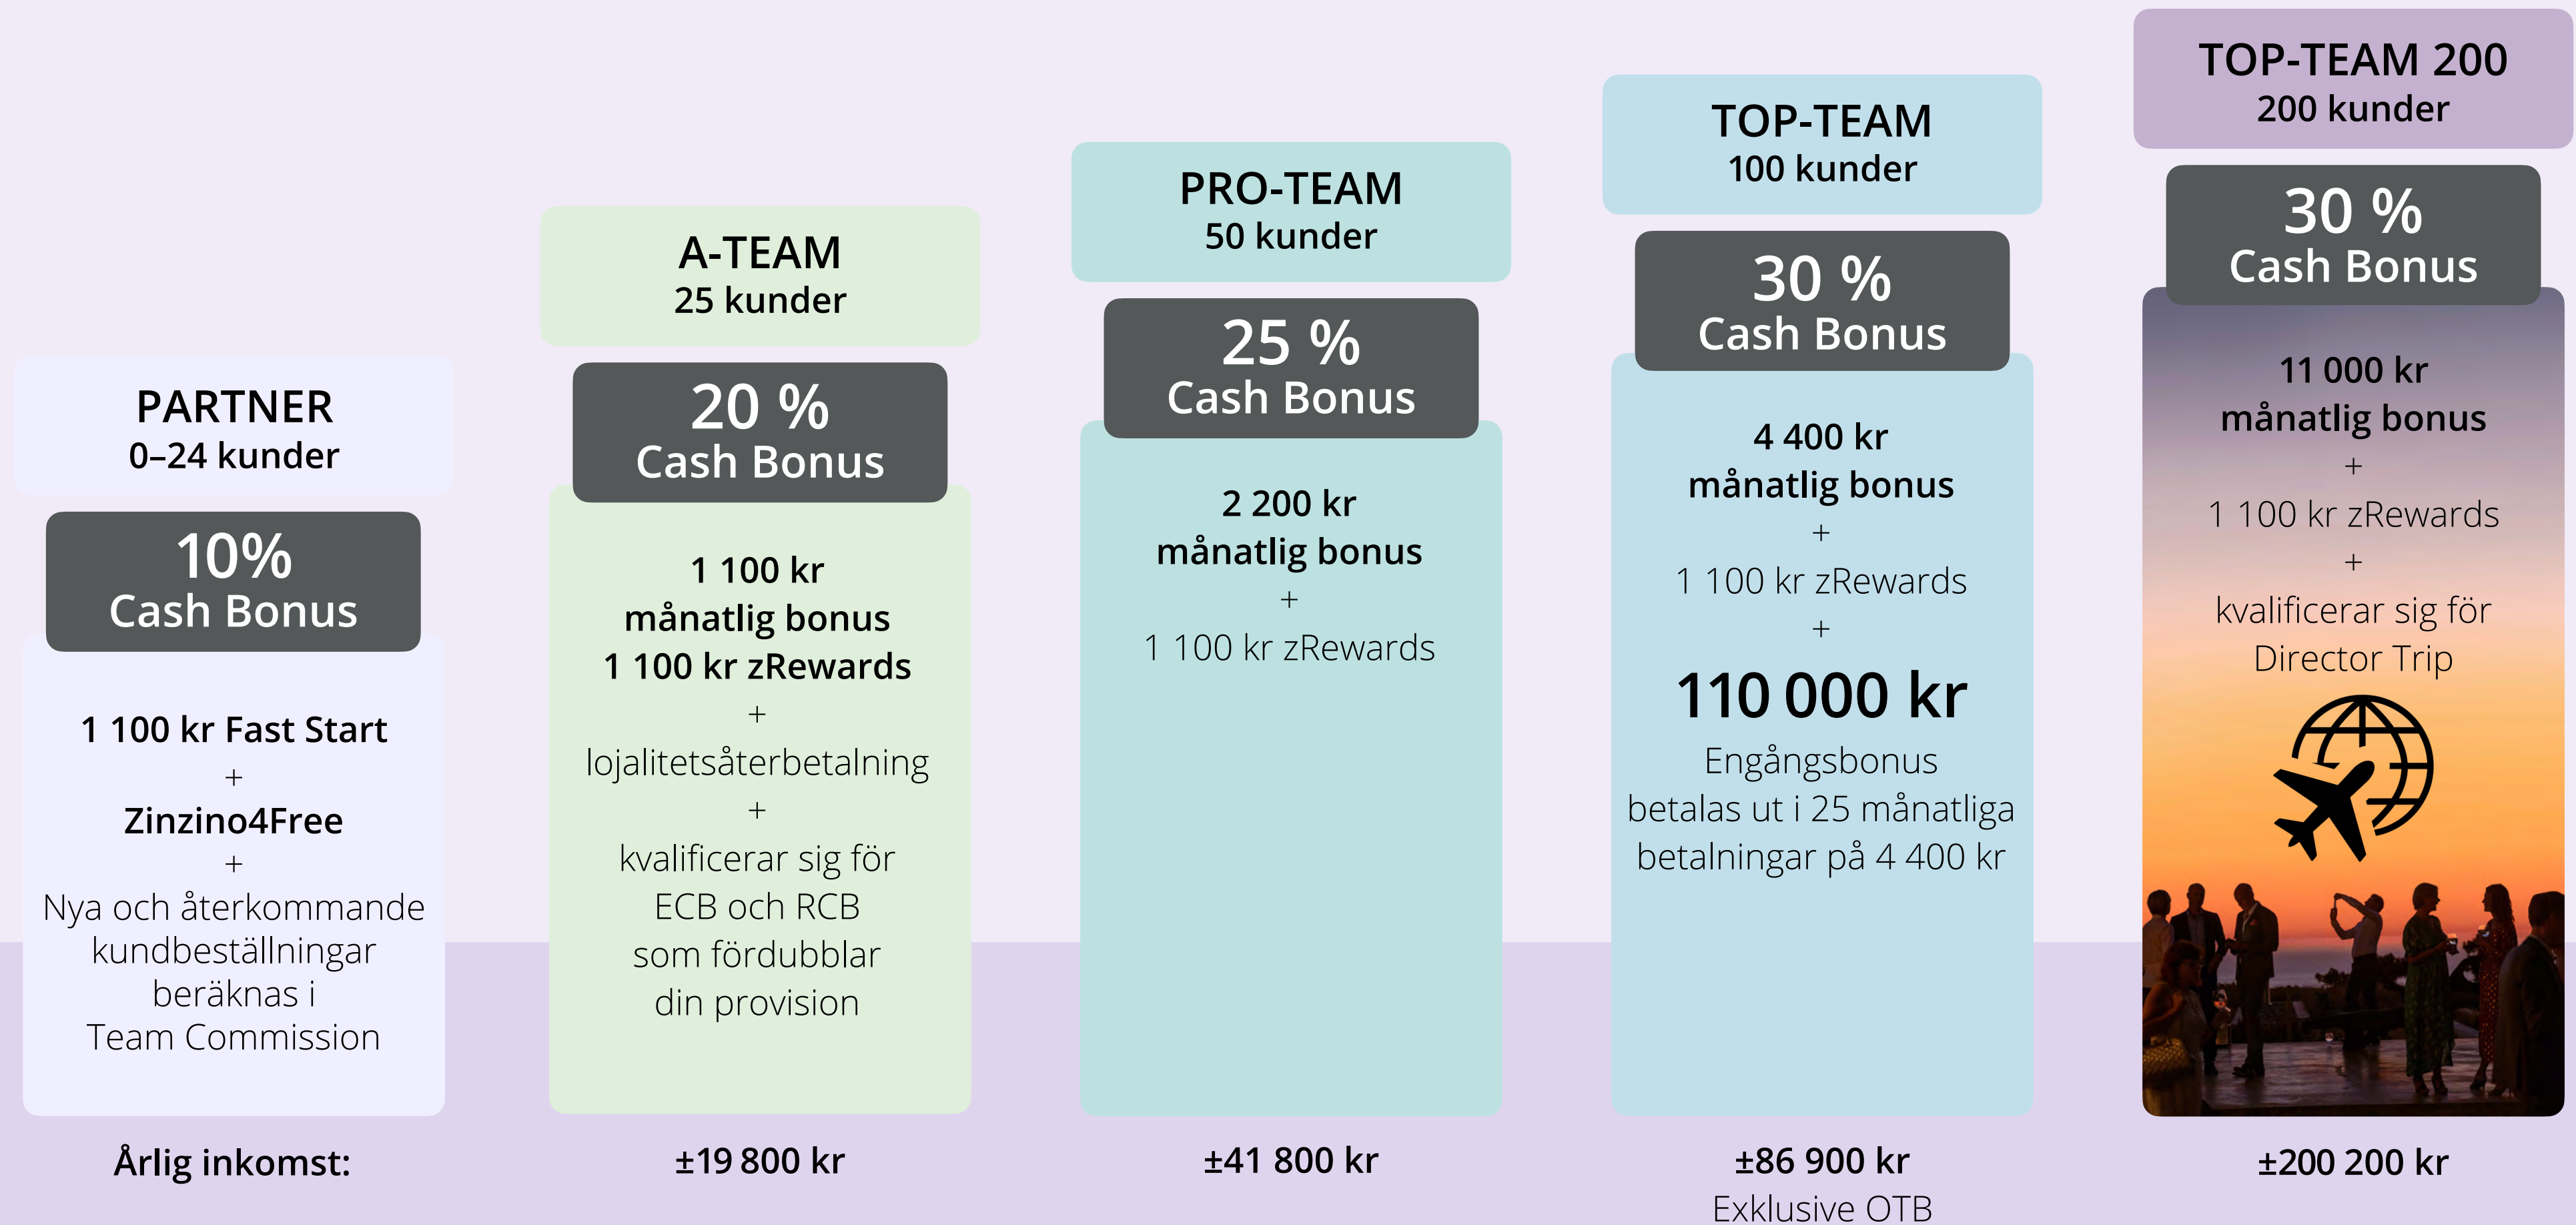 PARTNER
0–24 kunder
10%
Cash Bonus
1 100 kr Fast Start
+
Zinzino4Free
+
Nya och återkommande
kundbeställningar
beräknas i
Team Commission
Årlig inkomst:
A-TEAM
25 kunder
20 %
Cash Bonus
1 100 kr
månatlig bonus
1 100 kr zRewards
+
lojalitetsåterbetalning
+
kvalificerar sig för
ECB och RCB
som fördubblar
din provision
±19 800 kr
PRO-TEAM
50 kunder
25 %
Cash Bonus
2 200 kr
månatlig bonus
+
1 100 kr zRewards
±41 800 kr
TOP-TEAM
100 kunder
30 %
Cash Bonus
4 400 kr
månatlig bonus
+
1 100 kr zRewards
+
110 000 kr
Engångsbonus
betalas ut i 25 månatliga
betalningar på 4 400 kr
±86 900 kr
Exklusive OTB
TOP-TEAM 200
200 kunder
30 %
Cash Bonus
11 000 kr
månatlig bonus
+
1 100 kr zRewards
+
kvalificerar sig för
Director Trip
±200 200 kr